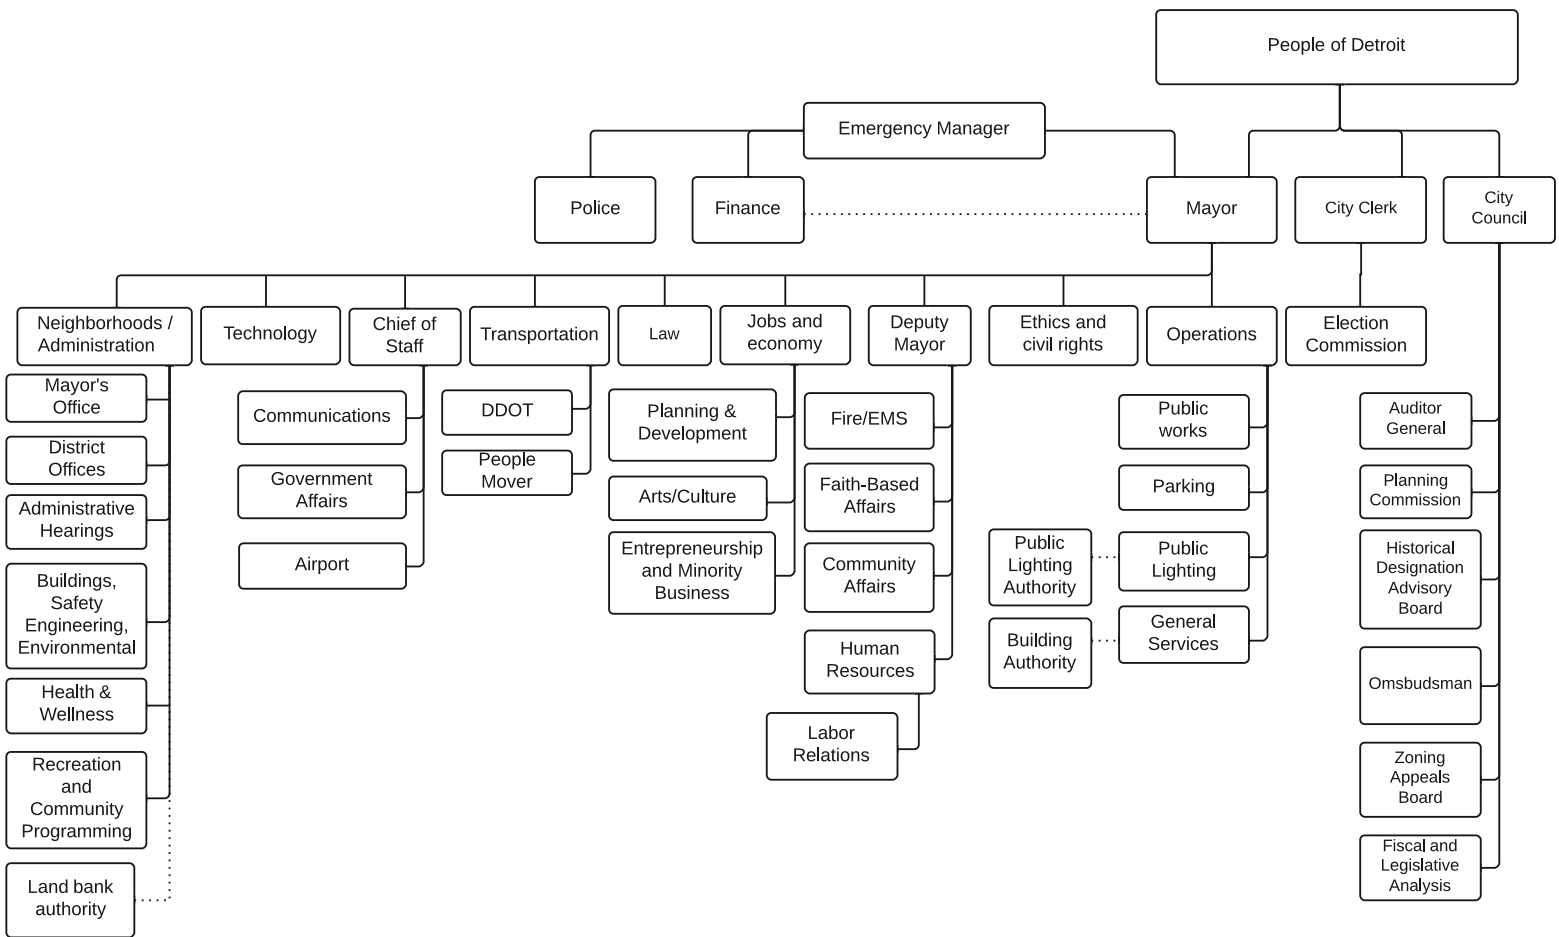 People of Detroit
Emergency Manager
Police
Finance
Mayor
City Clerk
City
Council
Neighborhoods /
Administration
Technology
Chief of
Staff
Transportation
Law
Jobs and
economy
Deputy
Mayor
Ethics and
civil rights
Operations
Election
Commission
Mayor's
Office
District
Offices
Administrative
Hearings
Buildings,
Safety
Engineering,
Environmental
Health &
Wellness
Recreation
and
Community
Programming
Land bank
authority
Communications
Government
Affairs
Airport
DDOT
People
Mover
Planning &
Development
Arts/Culture
Entrepreneurship
and Minority
Business
Fire/EMS
Faith-Based
Affairs
Community
Affairs
Human
Resources
Labor
Relations
Public
Lighting
Authority
Building
Authority
Public
works
Parking
Public
Lighting
General
Services
Auditor
General
Planning
Commission
Historical
Designation
Advisory
Board
Omsbudsman
Zoning
Appeals
Board
Fiscal and
Legislative
Analysis